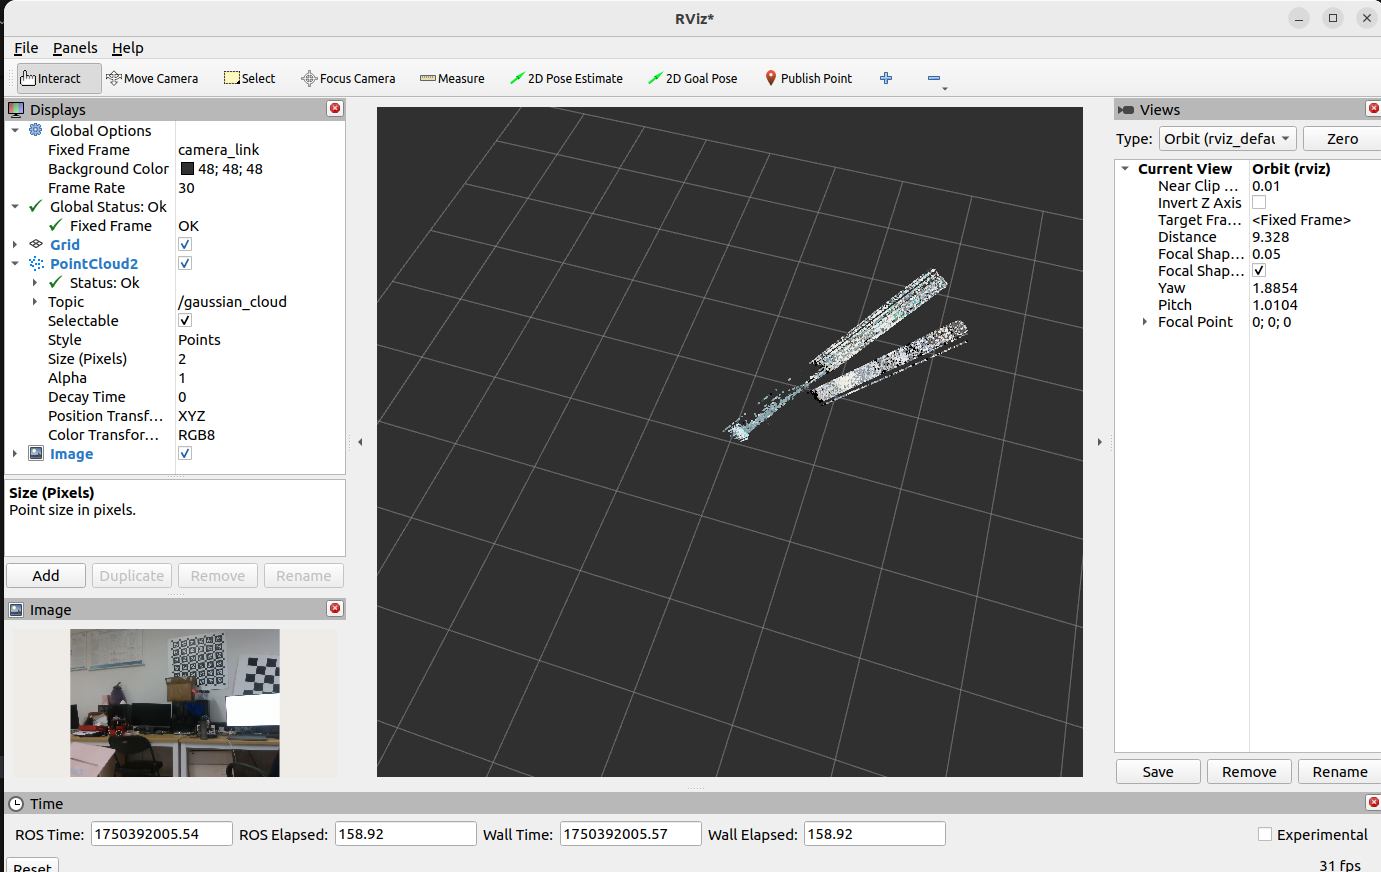 RViz*
File Panels Help
Interact Move Camera Select Focus Camera Measure 2D Pose Estimate 2D Goal Pose Publish Point
Displays
Global Options
Fixed Frame camera_link
Background Color 48; 48; 48
Frame Rate 30
Global Status: Ok
Fixed Frame OK
Grid
PointCloud2
Status: Ok
Topic /gaussian_cloud
Selectable
Style Points
Size (Pixels) 2
Alpha 1
Decay Time 0
Position Transf... XYZ
Color Transfor... RGB8
Image
Size (Pixels)
Point size in pixels.
Add Duplicate Remove Rename
Image
Views
Type: Orbit (rviz_defau Zero
Current View Orbit (rviz)
Near Clip ... 0.01
Invert Z Axis
Target Fra... <Fixed Frame>
Distance 9.328
Focal Shap... 0.05
Focal Shap...
Yaw 1.8854
Pitch 1.0104
Focal Point 0; 0; 0
Save Remove Rename
Time
ROS Time: 1750392005.54 ROS Elapsed: 158.92 Wall Time: 1750392005.57 Wall Elapsed: 158.92 Experimental
Reset 31 fps